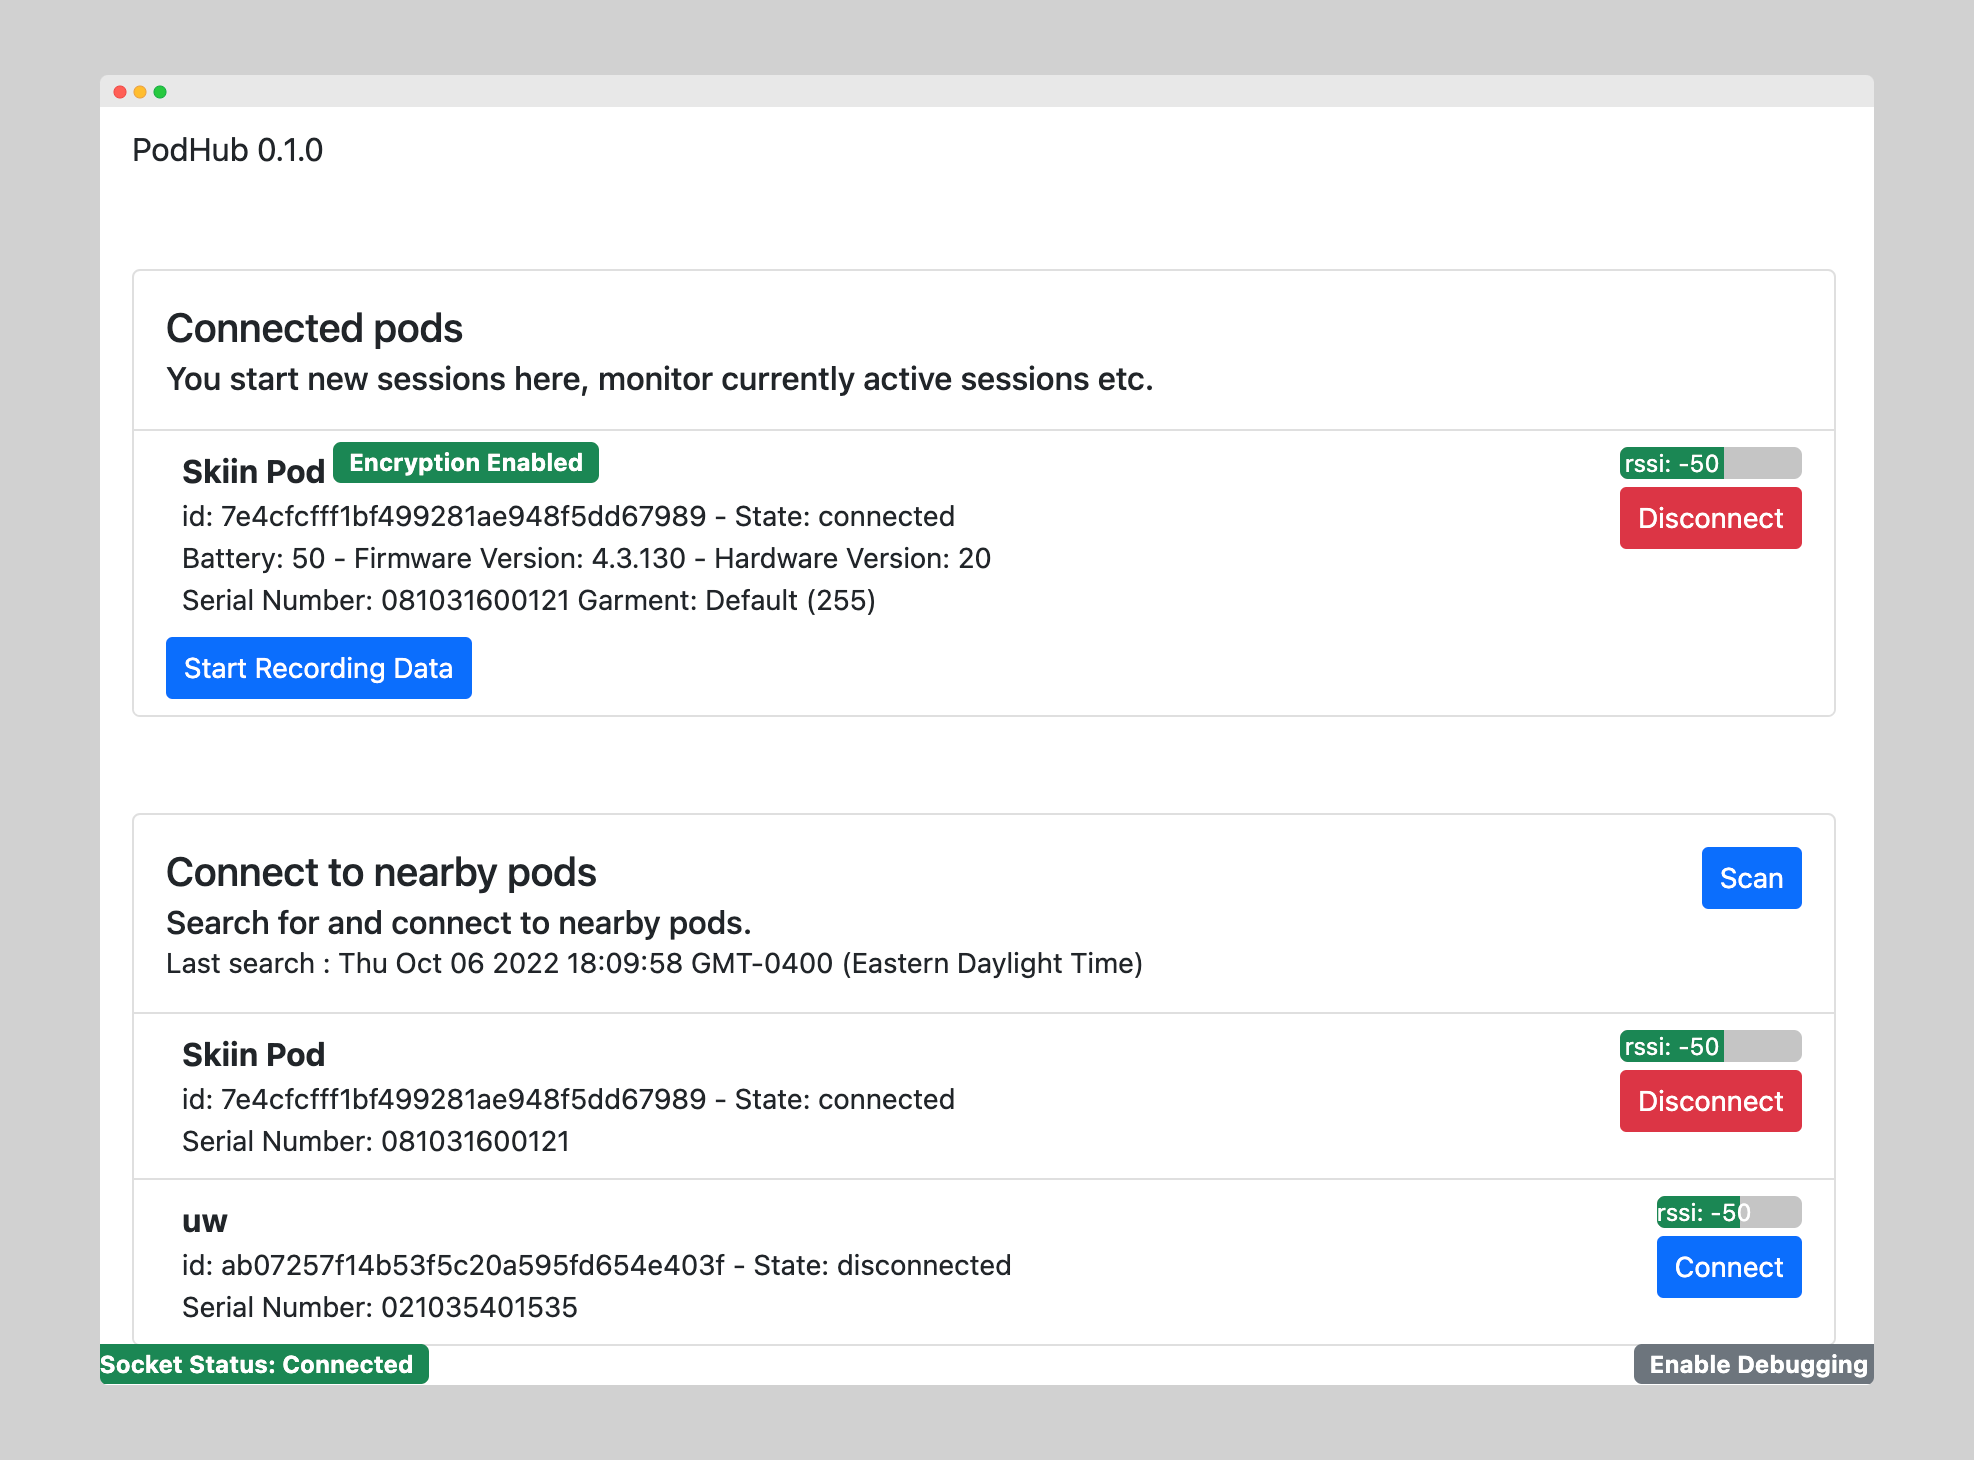 PodHub 0.1.0
Connected pods
You start new sessions here, monitor currently active sessions etc.
Skiin Pod Encryption Enabled
rssi: -50
id: 7e4cfcfff1bf499281ae948f5dd67989 - State: connected
Disconnect
Battery: 50 - Firmware Version: 4.3.130 - Hardware Version: 20
Serial Number: 081031600121 Garment: Default (255)
Start Recording Data
Connect to nearby pods
Scan
Search for and connect to nearby pods.
Last search : Thu Oct 06 2022 18:09:58 GMT-0400 (Eastern Daylight Time)
Skiin Pod
rssi: -50
id: 7e4cfcfff1bf499281ae948f5dd67989 - State: connected
Disconnect
Serial Number: 081031600121
uw
rssi: -50
id: ab07257f14b53f5c20a595fd654e403f - State: disconnected
Connect
Serial Number: 021035401535
Socket Status: Connected
Enable Debugging